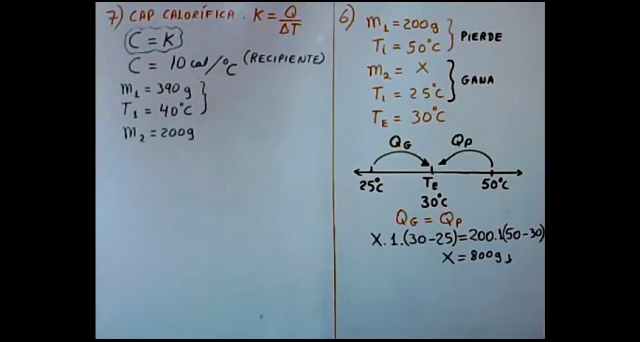 7) CAP CALORÍFICA. K = Q/ΔT
C = K
C = 10 cal/°C (RECIPIENTE)
m1 = 390g
T1 = 40°C
m2 = 200g
6)
m1 = 200g
T1 = 50°C
PIERDE
m2 = X
T1 = 25°C
GANA
TE = 30°C
QG QP
25°C TE 50°C
30°C
QG = QP
X.1.(30-25)=200.1(50-30)
X = 800g